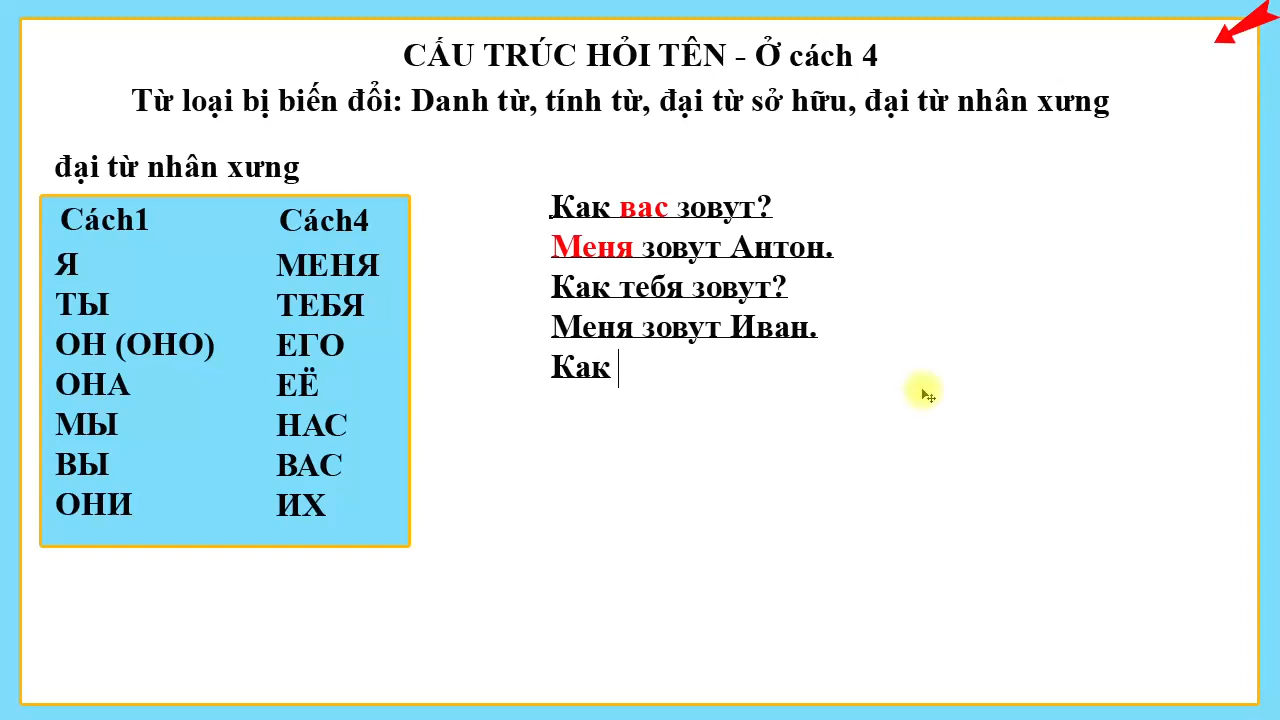 CẤU TRÚC HỎI TÊN - Ở cách 4
Từ loại bị biến đổi: Danh từ, tính từ, đại từ sở hữu, đại từ nhân xưng
đại từ nhân xưng
Cách1 Cách4
Я МЕНЯ
ТЫ ТЕБЯ
ОН (ОНО) ЕГО
ОНА ЕЁ
МЫ НАС
ВЫ ВАС
ОНИ ИХ
Как вас зовут?
Меня зовут Антон.
Как тебя зовут?
Меня зовут Иван.
Как